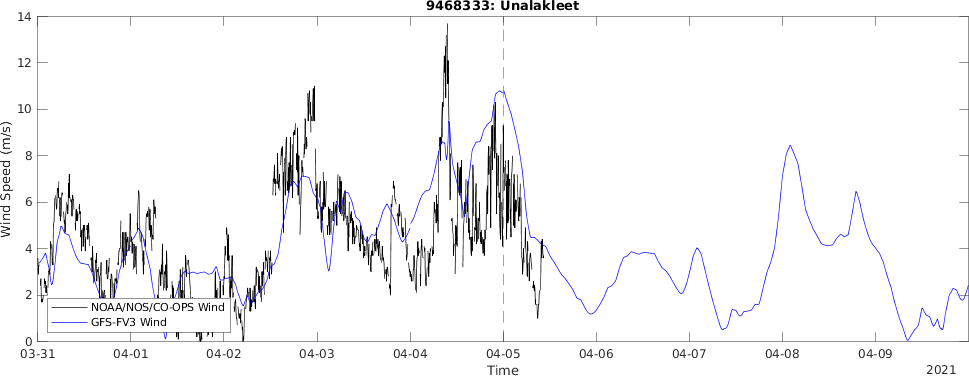 9468333: Unalakleet
14
12
10
8
6
4
2
0
Wind Speed (m/s)
NOAA/NOS/CO-OPS Wind
GFS-FV3 Wind
03-31 04-01 04-02 04-03 04-04 04-05 04-06 04-07 04-08 04-09
Time
2021